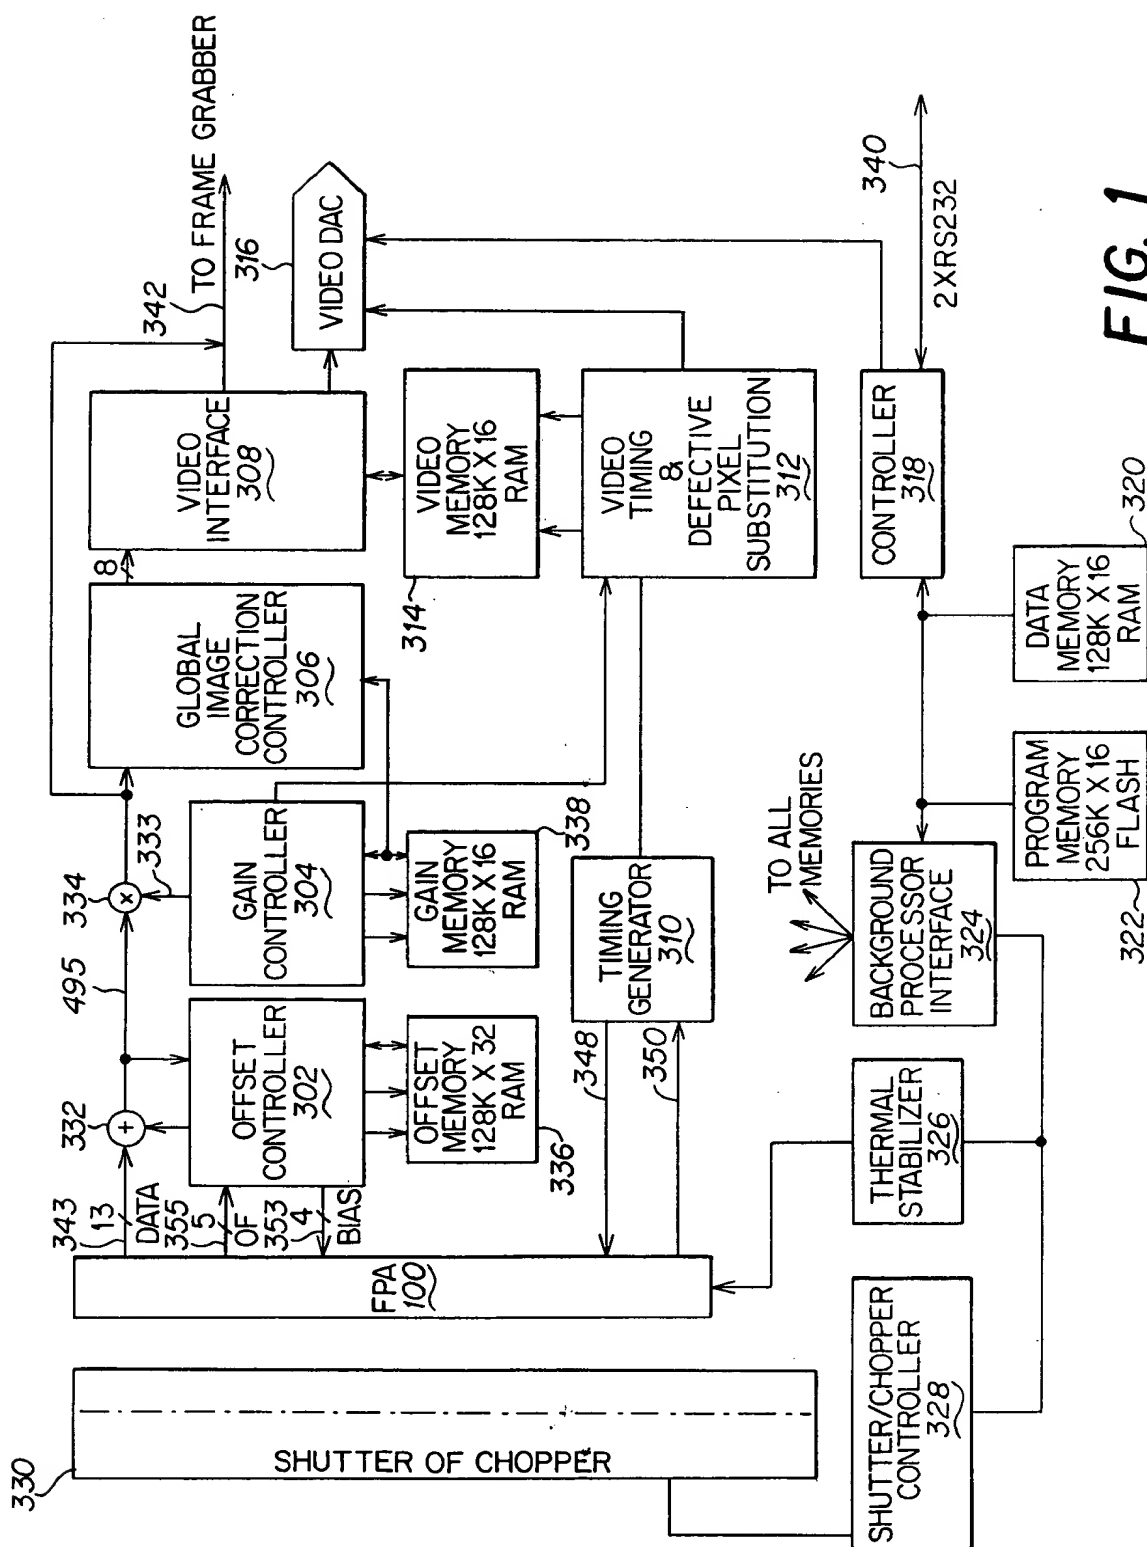 330
SHUTTER OF CHOPPER
SHUTTER/CHOPPER
CONTROLLER
328
FPA
100
343
13
DATA
355
5
OF
353
4
BIAS
332
+
OFFSET
CONTROLLER
302
OFFSET
MEMORY
128K X 32
RAM
336
348
350
THERMAL
STABILIZER
326
495
334
X
333
GAIN
CONTROLLER
304
GAIN
MEMORY
128K X 16
RAM
338
TIMING
GENERATOR
310
TO ALL
MEMORIES
BACKGROUND
PROCESSOR
INTERFACE
324
GLOBAL
IMAGE
CORRECTION
CONTROLLER
306
8
VIDEO
INTERFACE
308
342
TO FRAME GRABBER
316
VIDEO DAC
VIDEO
MEMORY
128K X 16
RAM
314
VIDEO
TIMING
&
DEFECTIVE
PIXEL
SUBSTITUTION
312
CONTROLLER
318
340
2XRS232
PROGRAM
MEMORY
256K X 16
FLASH
322
DATA
MEMORY
128K X 16
RAM
320
FIG. 1